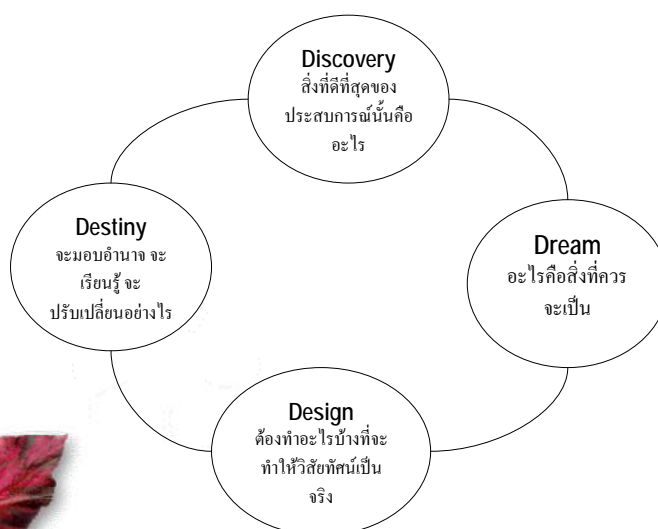 Discovery
สิ่งที่ดีที่สุดของ
ประสบการณ์นั้นคือ
อะไร
Dream
อะไรคือสิ่งที่ควร
จะเป็น
Design
ต้องทำอะไรบ้างที่จะ
ทำให้วิสัยทัศน์เป็น
จริง
Destiny
จะมอบอำนาจ จะ
เรียนรู้ จะ
ปรับเปลี่ยนอย่างไร